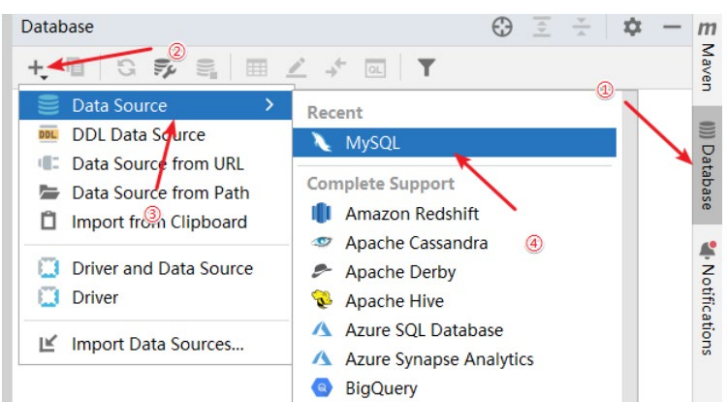 Database
②
①
Data Source
DDL
DDL Data Source
Data Source from URL
Data Source from Path
③
Import from Clipboard
Driver and Data Source
Driver
Import Data Sources...
Recent
MySQL
Complete Support
Amazon Redshift
Apache Cassandra
④
Apache Derby
Apache Hive
Azure SQL Database
Azure Synapse Analytics
BigQuery
QL
m
Maven
Database
Notifications